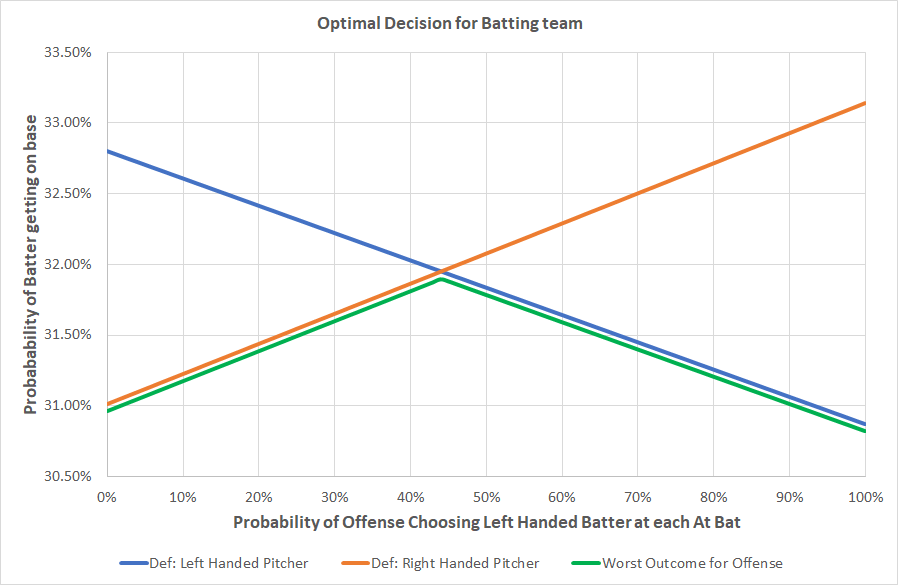 Optimal Decision for Batting team
33.50%
33.00%
32.50%
32.00%
31.50%
31.00%
30.50%
Probabability of Batter getting on base
0% 10% 20% 30% 40% 50% 60% 70% 80% 90% 100%
Probability of Offense Choosing Left Handed Batter at each At Bat
Def: Left Handed Pitcher Def: Right Handed Pitcher Worst Outcome for Offense